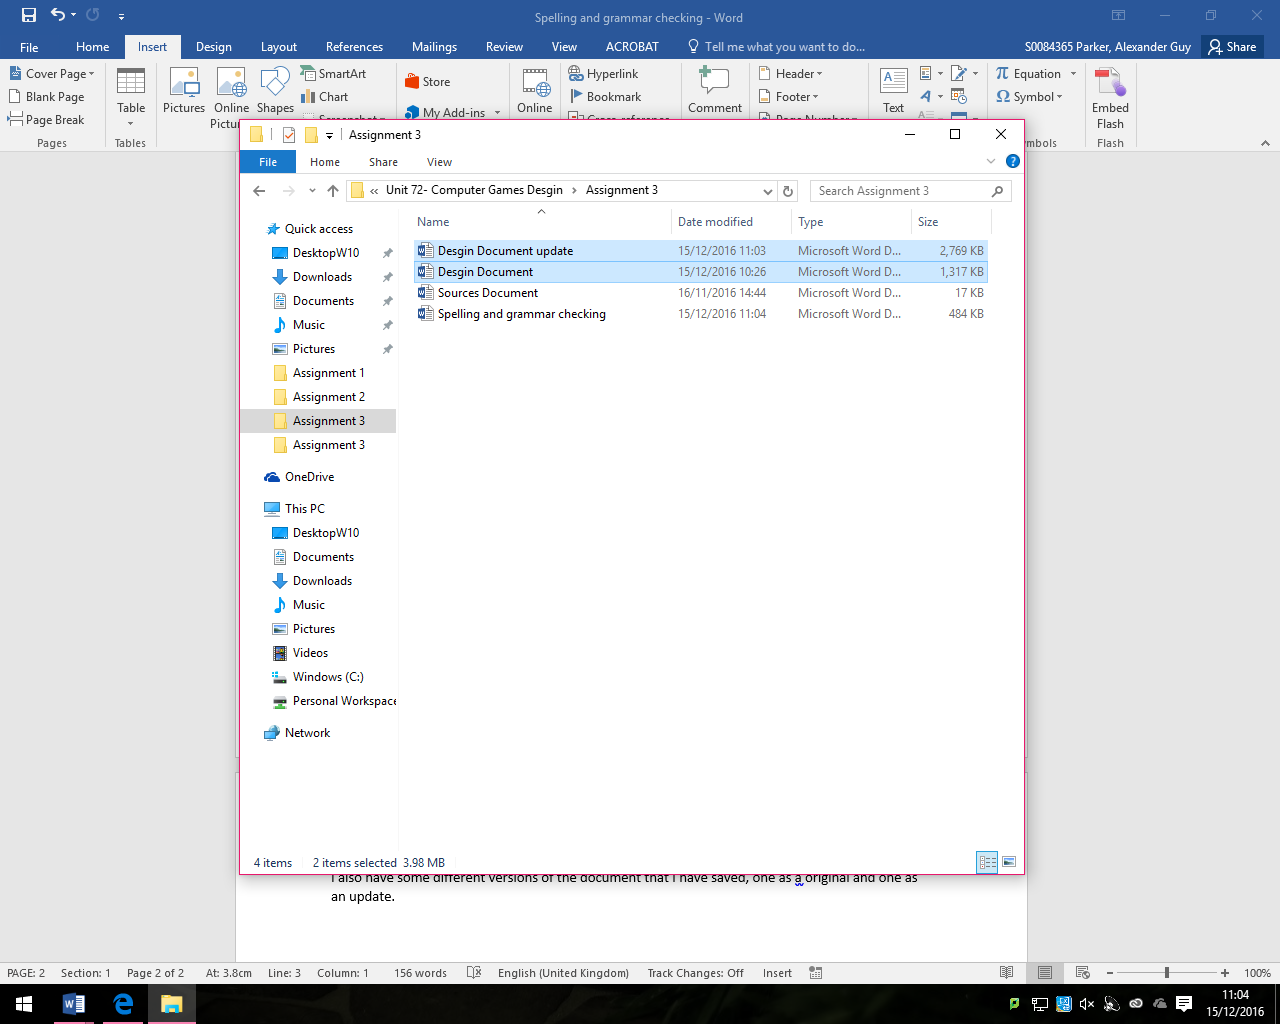 Spelling and grammar checking - Word
File Home Insert Design Layout References Mailings Review View ACROBAT Tell me what you want to do... S0084365 Parker, Alexander Guy Share
Cover Page
Blank Page
Page Break
Pages
Table
Tables
Pictures
Online
Shapes
SmartArt
Chart
Store
My Add-ins
Online
Hyperlink
Bookmark
Cross-reference
Comment
Header
Footer
Page Number
Text
Equation
Symbol
Embed
Flash
Flash
Assignment 3
File Home Share View
« Unit 72- Computer Games Desgin > Assignment 3
Search Assignment 3
Name Date modified Type Size
Desgin Document update 15/12/2016 11:03 Microsoft Word D... 2,769 KB
Desgin Document 15/12/2016 10:26 Microsoft Word D... 1,317 KB
Sources Document 16/11/2016 14:44 Microsoft Word D... 17 KB
Spelling and grammar checking 15/12/2016 11:04 Microsoft Word D... 484 KB
Quick access
DesktopW10
Downloads
Documents
Music
Pictures
Assignment 1
Assignment 2
Assignment 3
Assignment 3
OneDrive
This PC
DesktopW10
Documents
Downloads
Music
Pictures
Videos
Windows (C:)
Personal Workspace
Network
4 items 2 items selected 3.98 MB
I also have some different versions of the document that I have saved, one as a original and one as
an update.
PAGE: 2 Section: 1 Page 2 of 2 At: 3.8cm Line: 3 Column: 1 156 words English (United Kingdom) Track Changes: Off Insert 100%
11:04
15/12/2016